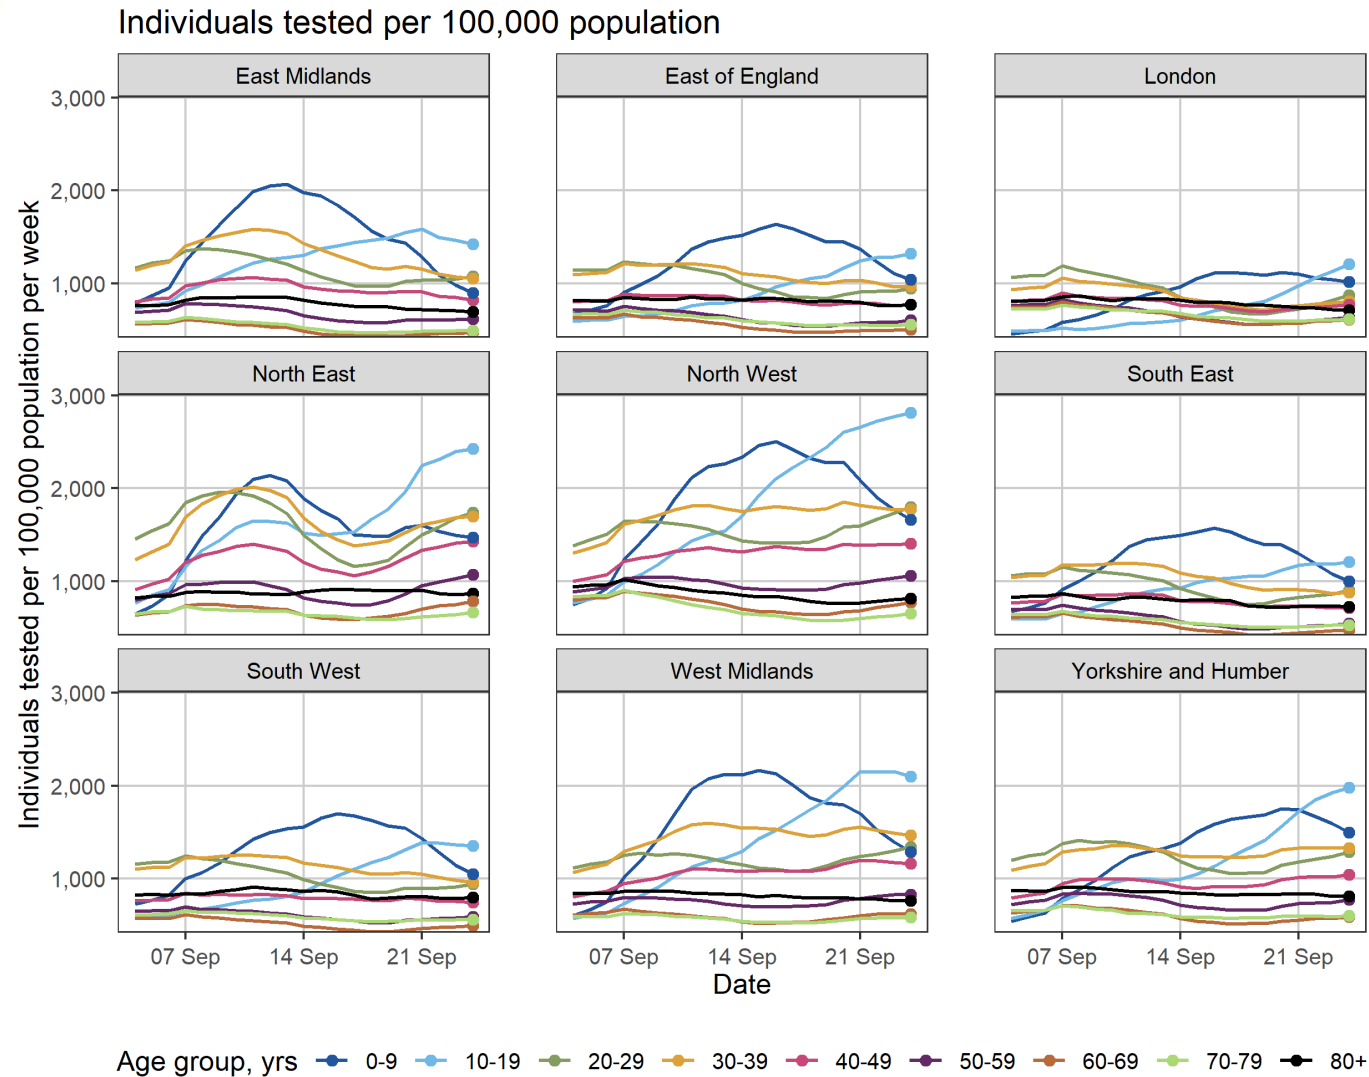 Individuals tested per 100,000 population
Individuals tested per 100,000 population per week
East Midlands
East of England
London
3,000
2,000
1,000
North East
North West
South East
3,000
2,000
1,000
South West
West Midlands
Yorkshire and Humber
3,000
2,000
1,000
07 Sep 14 Sep 21 Sep
07 Sep 14 Sep 21 Sep
07 Sep 14 Sep 21 Sep
Date
Age group, yrs 0-9 10-19 20-29 30-39 40-49 50-59 60-69 70-79 80+